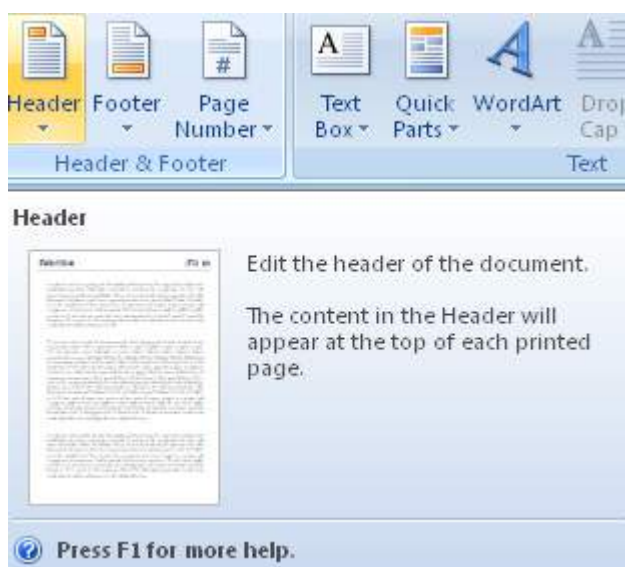 Header Footer Page Number Text Box Quick Parts WordArt Drop Cap
Header & Footer Text
Header
Edit the header of the document.
The content in the Header will
appear at the top of each printed
page.
Press F1 for more help.